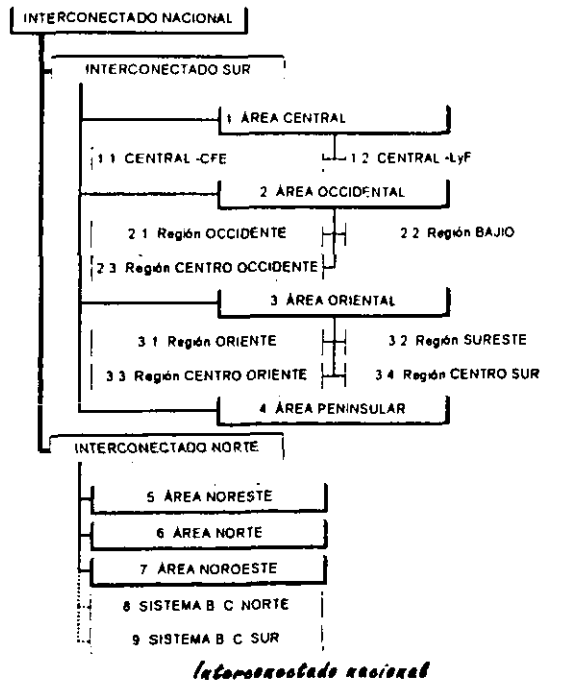 INTERCONECTADO NACIONAL
INTERCONECTADO SUR
1 ÁREA CENTRAL
1 1 CENTRAL -CFE
1 2 CENTRAL -LyF
2 ÁREA OCCIDENTAL
2 1 Región OCCIDENTE
2 2 Región BAJIO
2 3 Región CENTRO OCCIDENTE
3 ÁREA ORIENTAL
3 1 Región ORIENTE
3 2 Región SURESTE
3 3 Región CENTRO ORIENTE
3 4 Región CENTRO SUR
4 ÁREA PENINSULAR
INTERCONECTADO NORTE
5 ÁREA NORESTE
6 ÁREA NORTE
7 ÁREA NOROESTE
8 SISTEMA B C NORTE
9 SISTEMA B C SUR
Interconectado nacional